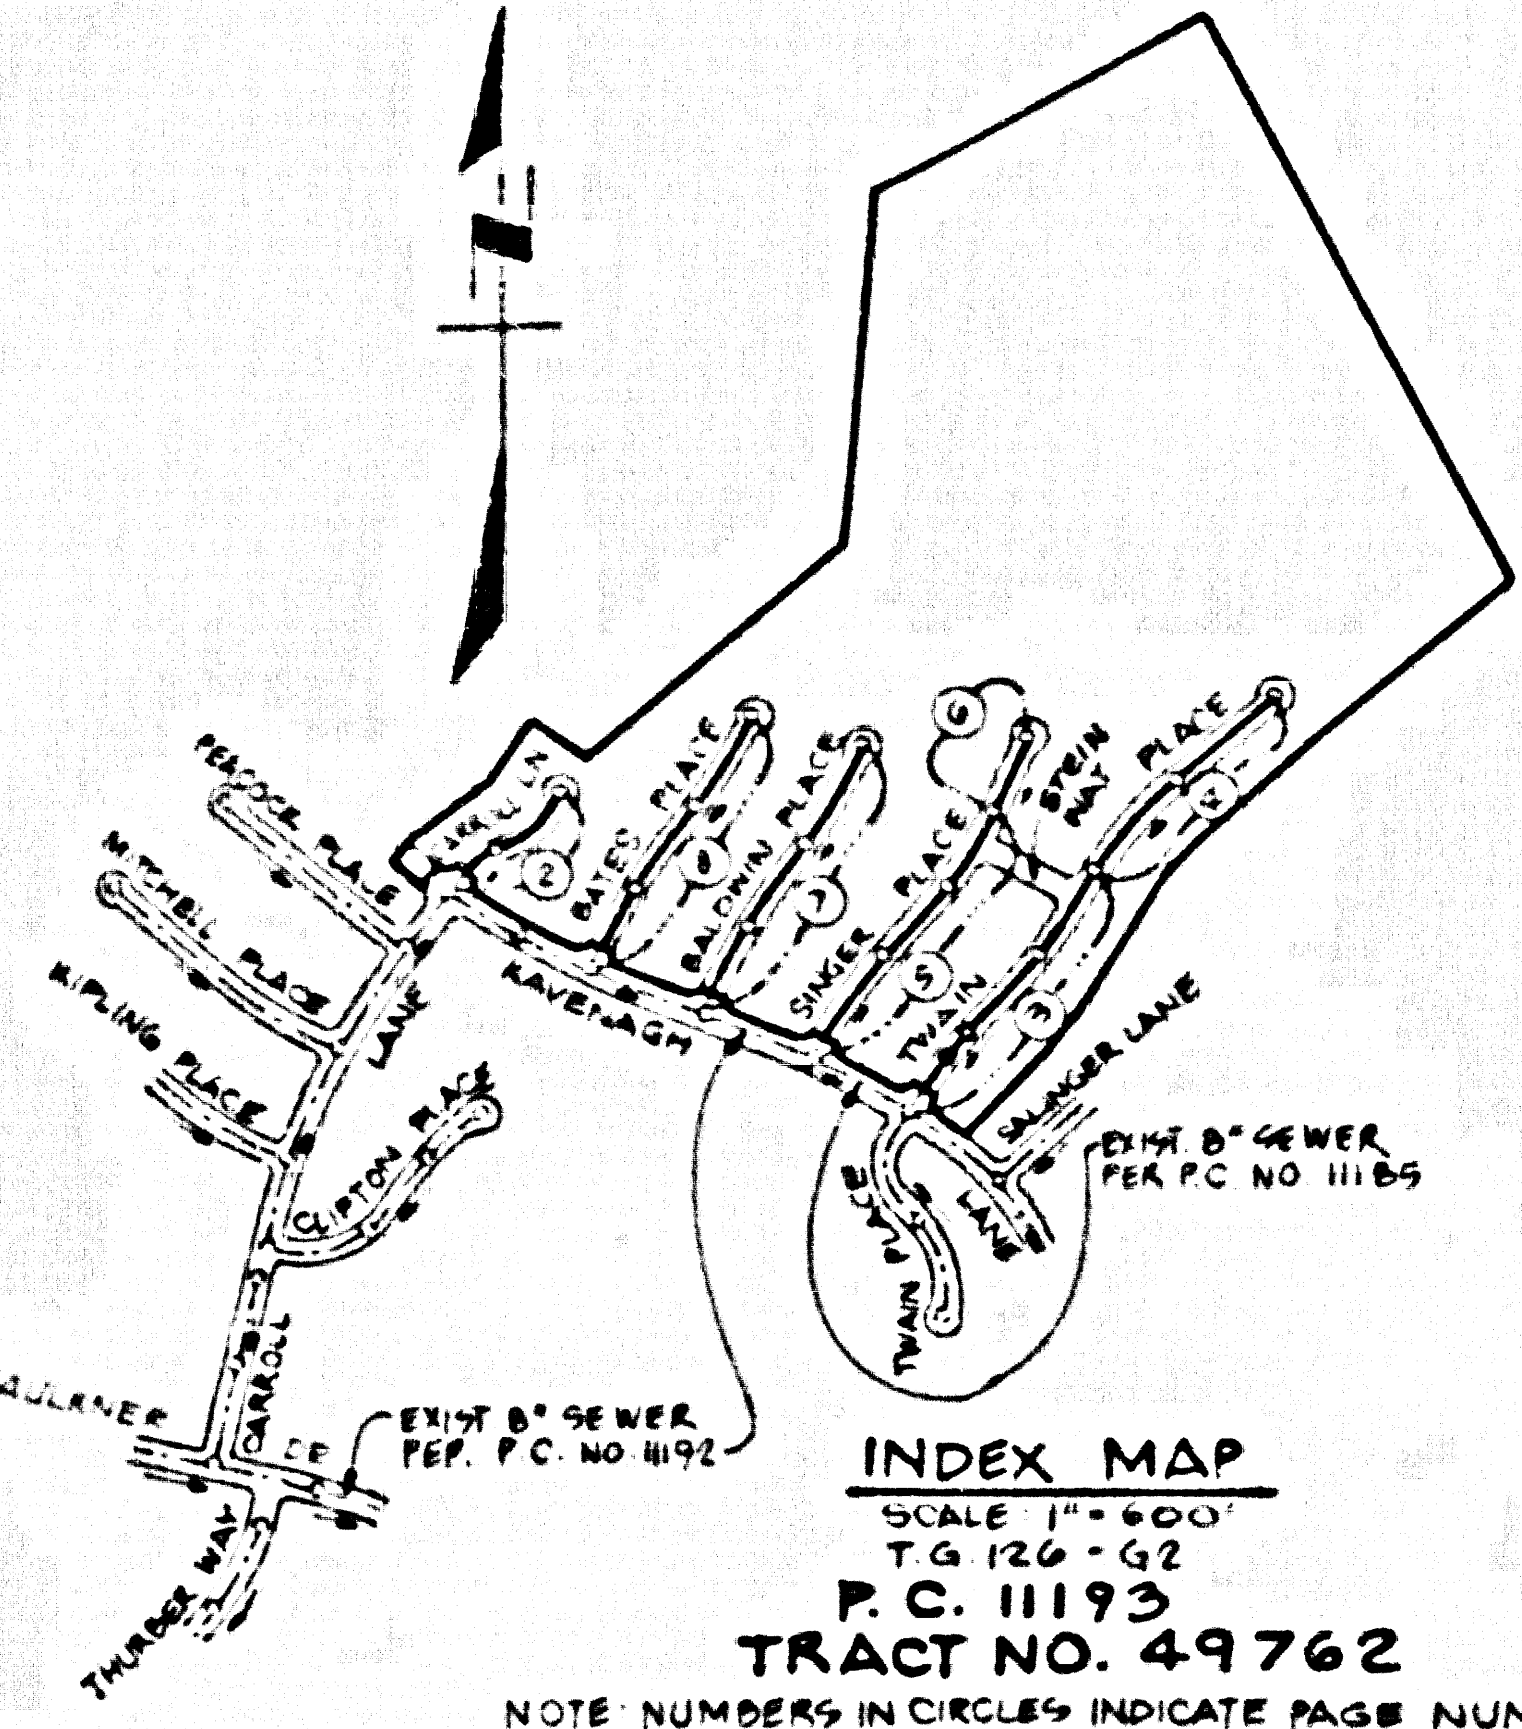 N
PEACOCK PLACE
MITCHELL PLACE
KIPLING PLACE
CARROLL LN
2
BATES PLACE
8
BALDWIN PLACE
7
SINGER PLACE
6
5
STEIN WAY
TWAIN PLACE
4
3
KAVENAGH
LANE
SALINGER LANE
LANE
CLIPTON PLACE
CARROLL
TWAIN PLACE
EXIST. 8" SEWER
PER P.C. NO 11185
AULKNER
DR
EXIST 8" SEWER
PER. P.C. NO 11192
THURBER WAY
INDEX MAP
SCALE 1" = 600'
T.G. 126 - G2
P.C. 11193
TRACT NO. 49762
NOTE: NUMBERS IN CIRCLES INDICATE PAGE NUM